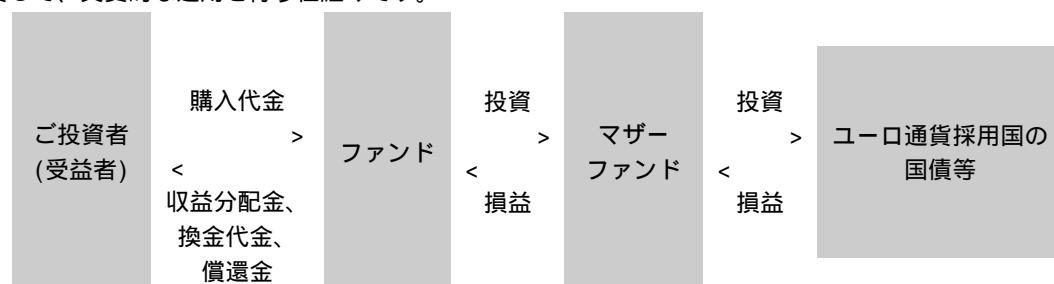 ご投資者
(受益者)
購入代金
>
<
収益分配金、
換金代金、
償還金
ファンド
投資
>
<
損益
マザー
ファンド
投資
>
<
損益
ユーロ通貨採用国の
国債等